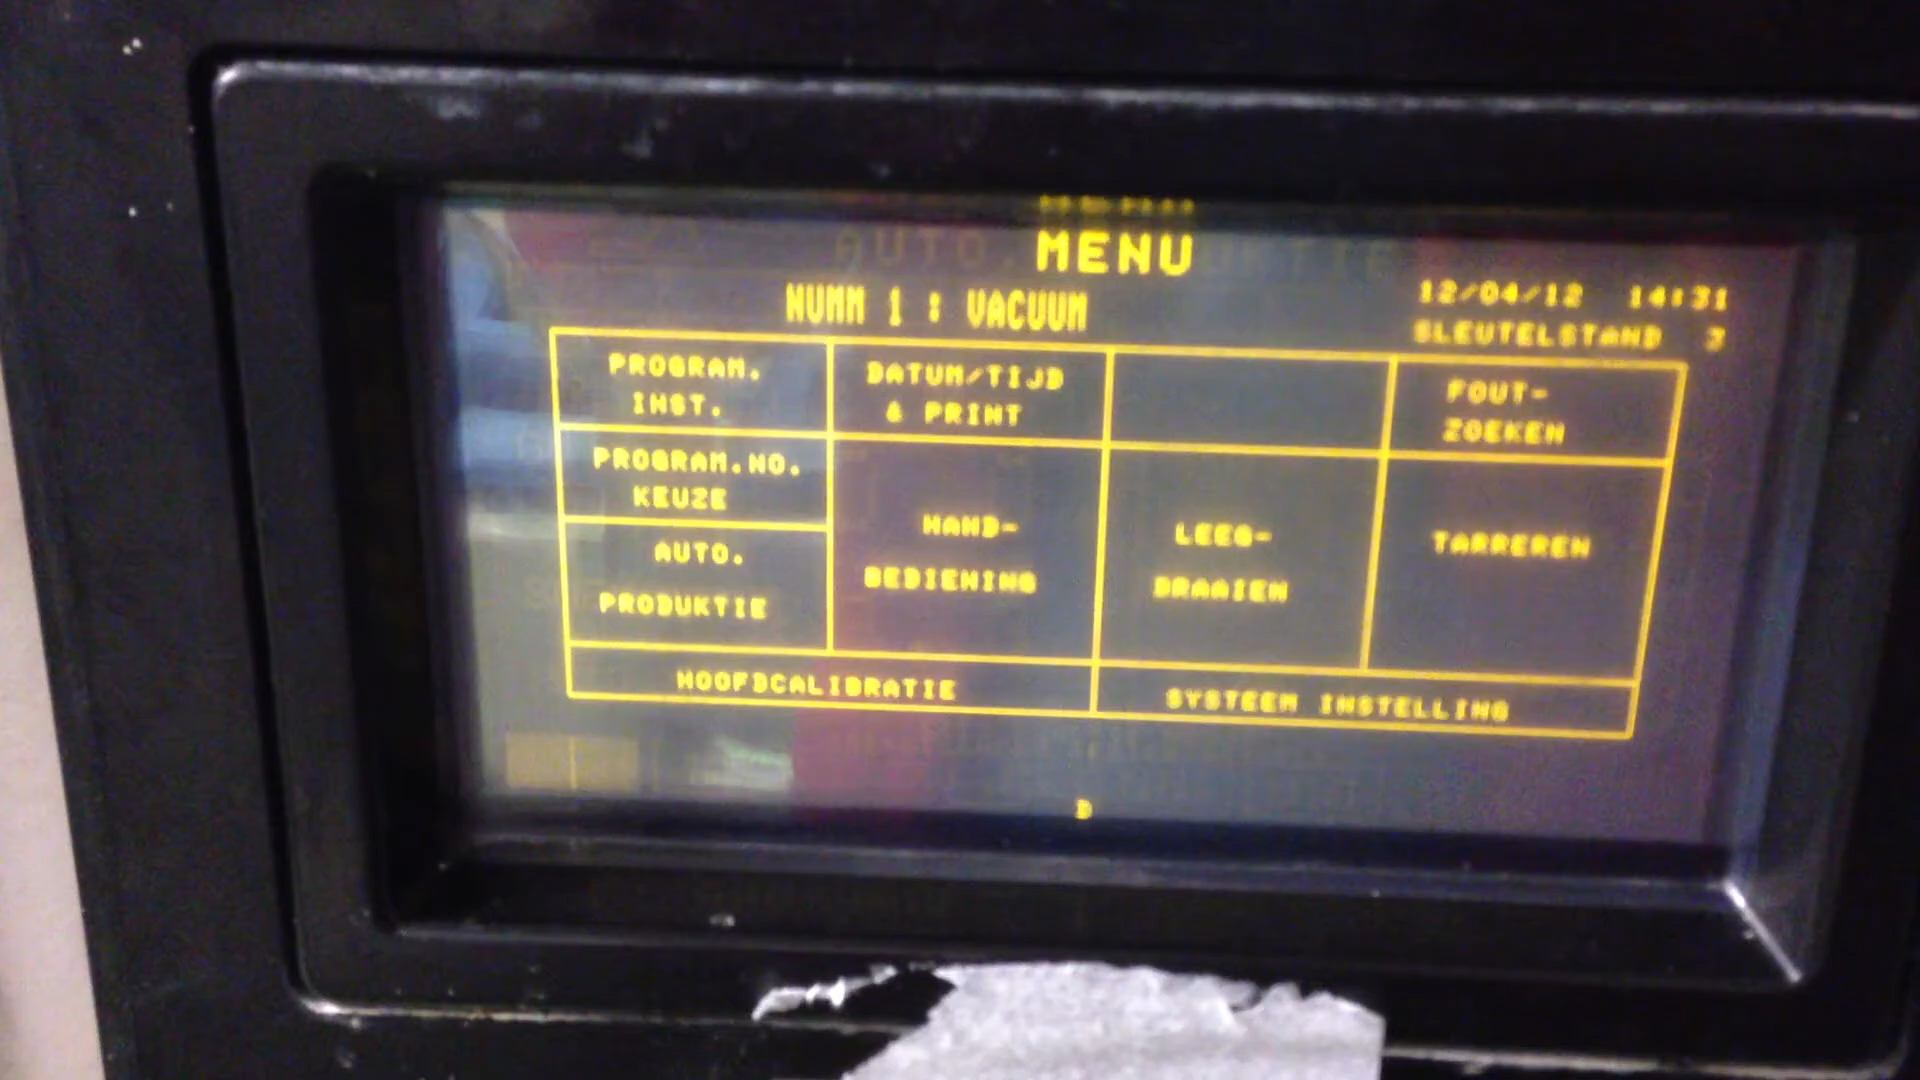 MENU
NUMM 1 : VACUUM
12/04/12 14:31
SLEUTELSTAND 3
PROGRAM.
INST.
DATUM/TIJD
& PRINT
FOUT-
ZOEKEN
PROGRAM.NO.
KEUZE
AUTO.
PRODUKTIE
HAND-
BEDIENING
LEEG-
DRAAIEN
TARREREN
HOOFDCALIBRATIE
SYSTEEM INSTELLING
D